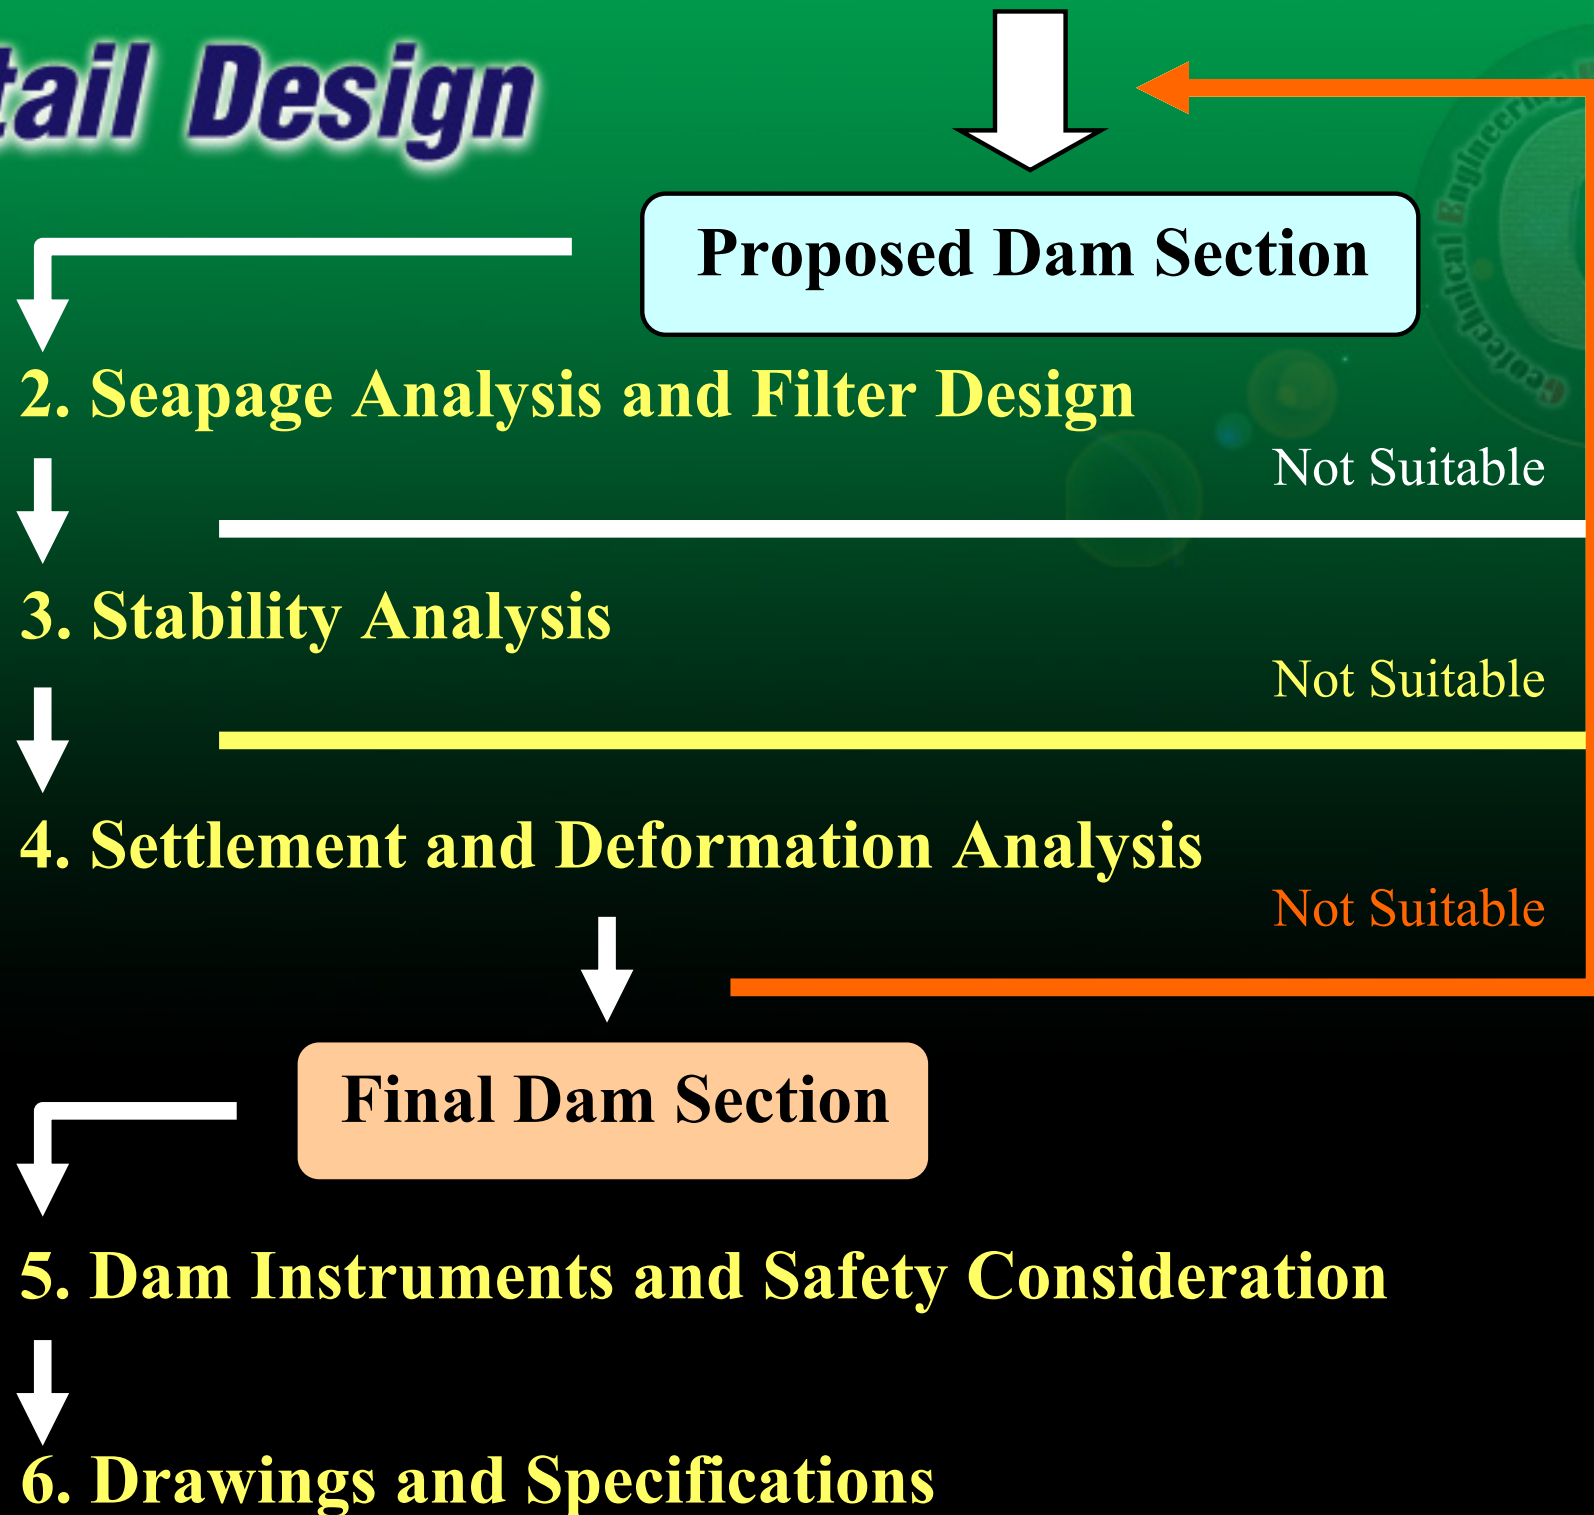 tail Design
Proposed Dam Section
2. Seapage Analysis and Filter Design
Not Suitable
3. Stability Analysis
Not Suitable
4. Settlement and Deformation Analysis
Not Suitable
Final Dam Section
5. Dam Instruments and Safety Consideration
6. Drawings and Specifications
Geotechnical Engineering